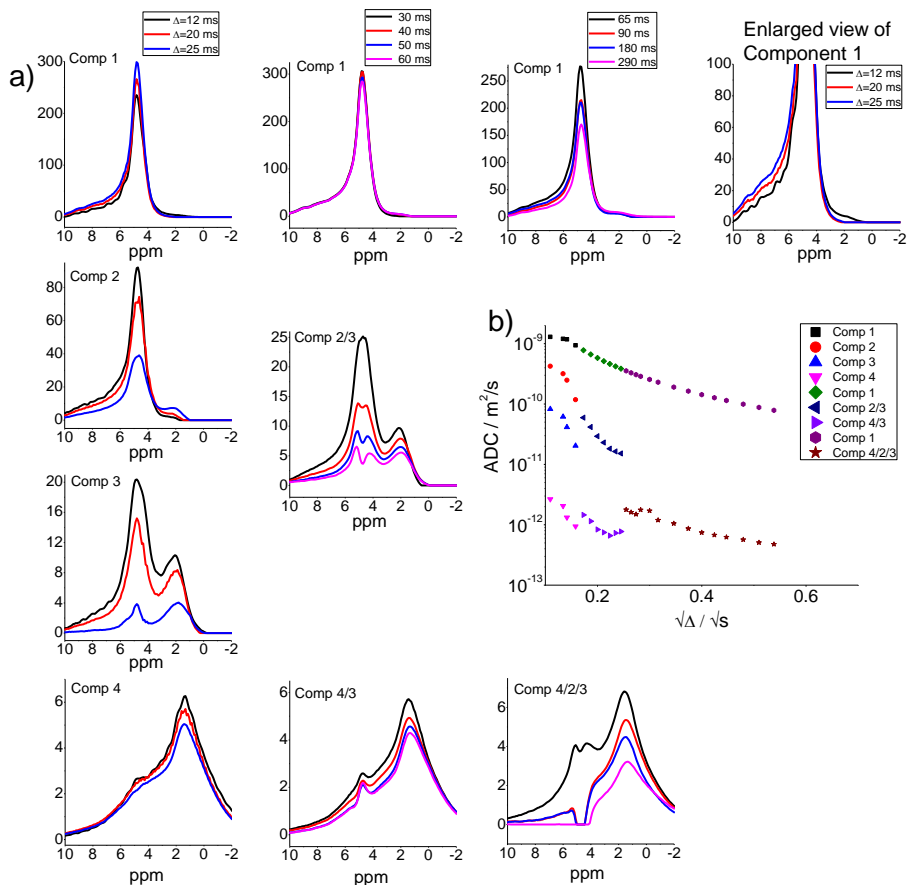 a)
Δ=12 ms
Δ=20 ms
Δ=25 ms
Comp 1
300
200
100
0
10 8 6 4 2 0 -2
ppm
30 ms
40 ms
50 ms
60 ms
Comp 1
300
200
100
0
10 8 6 4 2 0 -2
ppm
65 ms
90 ms
180 ms
290 ms
Comp 1
250
200
150
100
50
0
10 8 6 4 2 0 -2
ppm
Enlarged view of
Component 1
Δ=12 ms
Δ=20 ms
Δ=25 ms
100
80
60
40
20
0
10 8 6 4 2 0 -2
ppm
Comp 2
80
60
40
20
0
10 8 6 4 2 0 -2
ppm
Comp 2/3
25
20
15
10
5
0
10 8 6 4 2 0 -2
ppm
b)
ADC / m²/s
10⁻⁹
10⁻¹⁰
10⁻¹¹
10⁻¹²
10⁻¹³
0.2 0.4 0.6
√Δ / √s
Comp 1
Comp 2
Comp 3
Comp 4
Comp 1
Comp 2/3
Comp 4/3
Comp 1
Comp 4/2/3
Comp 3
20
16
12
8
4
0
10 8 6 4 2 0 -2
ppm
Comp 4
6
4
2
0
10 8 6 4 2 0 -2
ppm
Comp 4/3
6
4
2
0
10 8 6 4 2 0 -2
ppm
Comp 4/2/3
6
4
2
0
10 8 6 4 2 0 -2
ppm